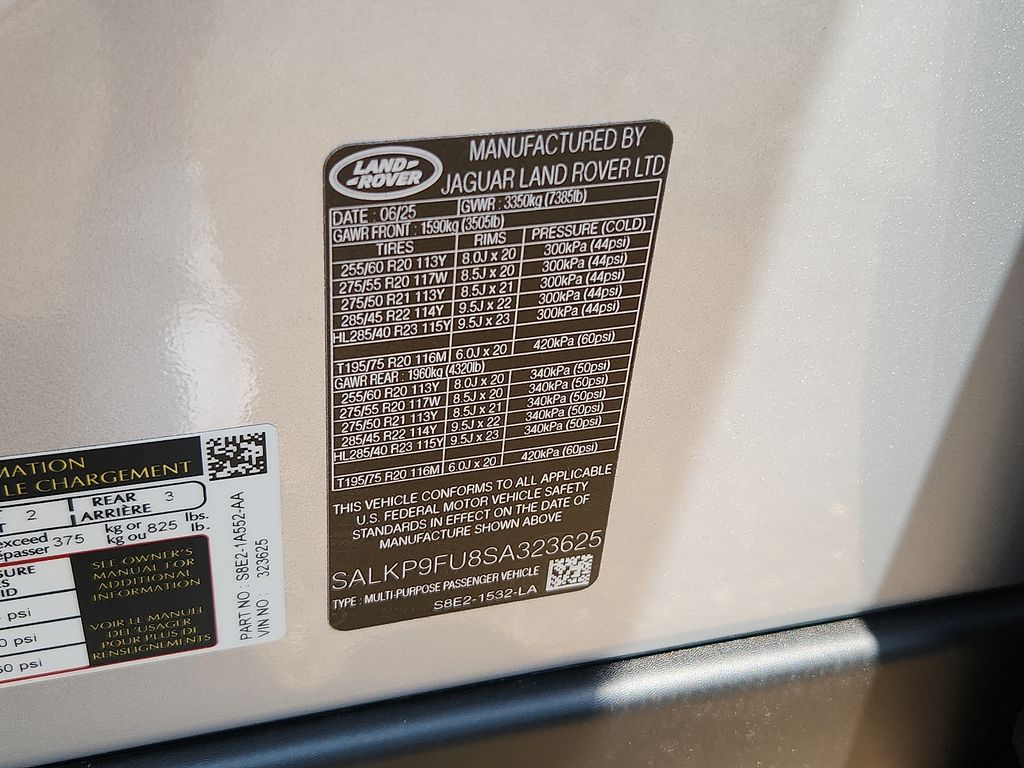 LAND-
-ROVER
MANUFACTURED BY
JAGUAR LAND ROVER LTD
DATE : 06/25 GVWR : 3350kg (7385lb)
GAWR FRONT : 1590kg (3505lb)
TIRES RIMS PRESSURE (COLD)
255/60 R20 113Y 8.0J x 20 300kPa (44psi)
275/55 R20 117W 8.5J x 20 300kPa (44psi)
275/50 R21 113Y 8.5J x 21 300kPa (44psi)
285/45 R22 114Y 9.5J x 22 300kPa (44psi)
HL285/40 R23 115Y 9.5J x 23 300kPa (44psi)
T195/75 R20 116M 6.0J x 20 420kPa (60psi)
GAWR REAR : 1960kg (4320lb)
255/60 R20 113Y 8.0J x 20 340kPa (50psi)
275/55 R20 117W 8.5J x 20 340kPa (50psi)
275/50 R21 113Y 8.5J x 21 340kPa (50psi)
285/45 R22 114Y 9.5J x 22 340kPa (50psi)
HL285/40 R23 115Y 9.5J x 23 340kPa (50psi)
T195/75 R20 116M 6.0J x 20 420kPa (60psi)
THIS VEHICLE CONFORMS TO ALL APPLICABLE
U.S. FEDERAL MOTOR VEHICLE SAFETY
STANDARDS IN EFFECT ON THE DATE OF
MANUFACTURE SHOWN ABOVE
SALKP9FU8SA323625
TYPE : MULTI-PURPOSE PASSENGER VEHICLE
S8E2-1532-LA
MATION
LE CHARGEMENT
T 2 REAR 3
ARRIÈRE
exceed 375 kg or 825 lbs.
épasser kg ou lb.
SURE
ES
ID
psi
0 psi
60 psi
SEE OWNER'S
MANUAL FOR
ADDITIONAL
INFORMATION
VOIR LE MANUEL
DEL'USAGER
POUR PLUS DE
RENSEIGNEMENTS
PART NO : S8E2-1A552-AA
VIN NO : 323625